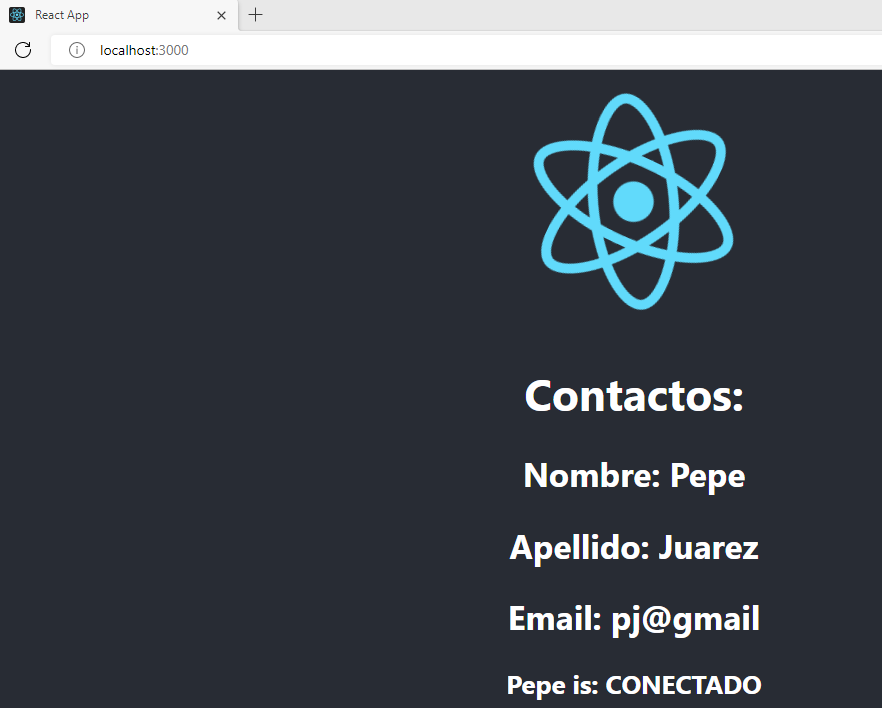 React App
localhost:3000
Contactos:
Nombre: Pepe
Apellido: Juarez
Email: pj@gmail
Pepe is: CONECTADO